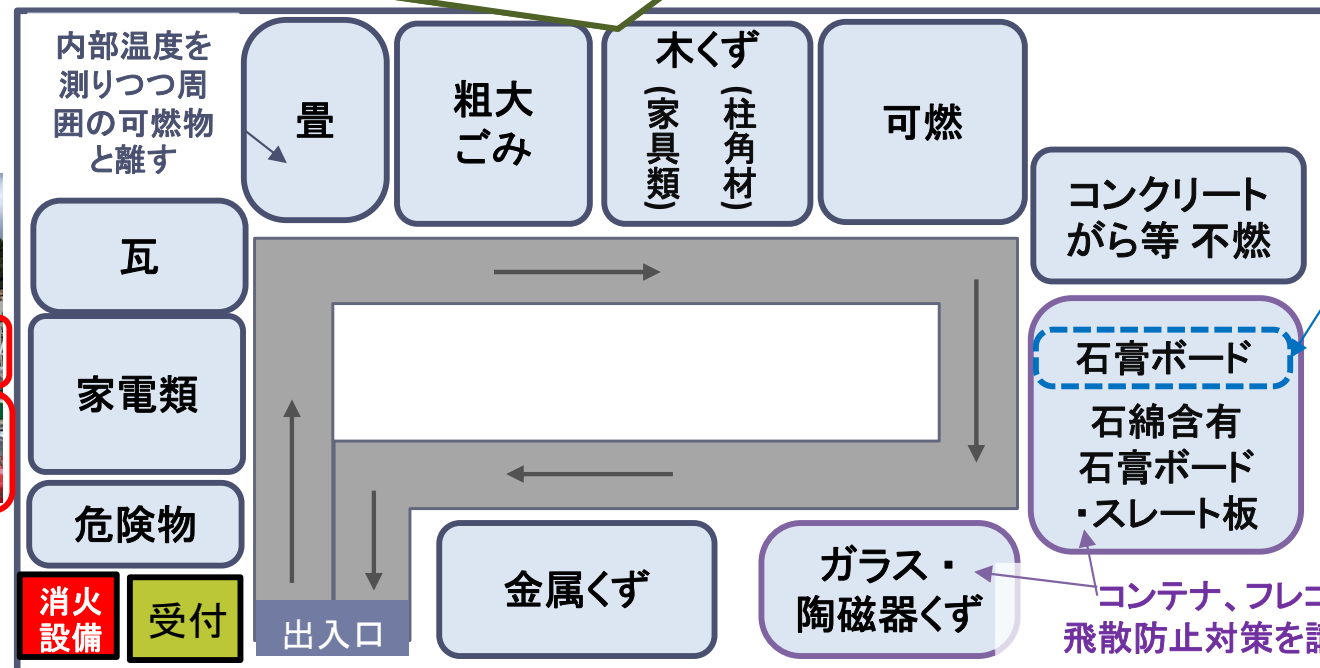 内部温度を
測りつつ周
囲の可燃物
と離す
畳
粗大
ごみ
木くず
(柱角材)
(家具類)
可燃
コンクリート
がら等 不燃
瓦
石膏ボード
家電類
石綿含有
石膏ボード
・スレート板
危険物
金属くず
ガラス・
陶磁器くず
消火
設備
受付
出入口
コンテナ、フレコ
飛散防止対策を講